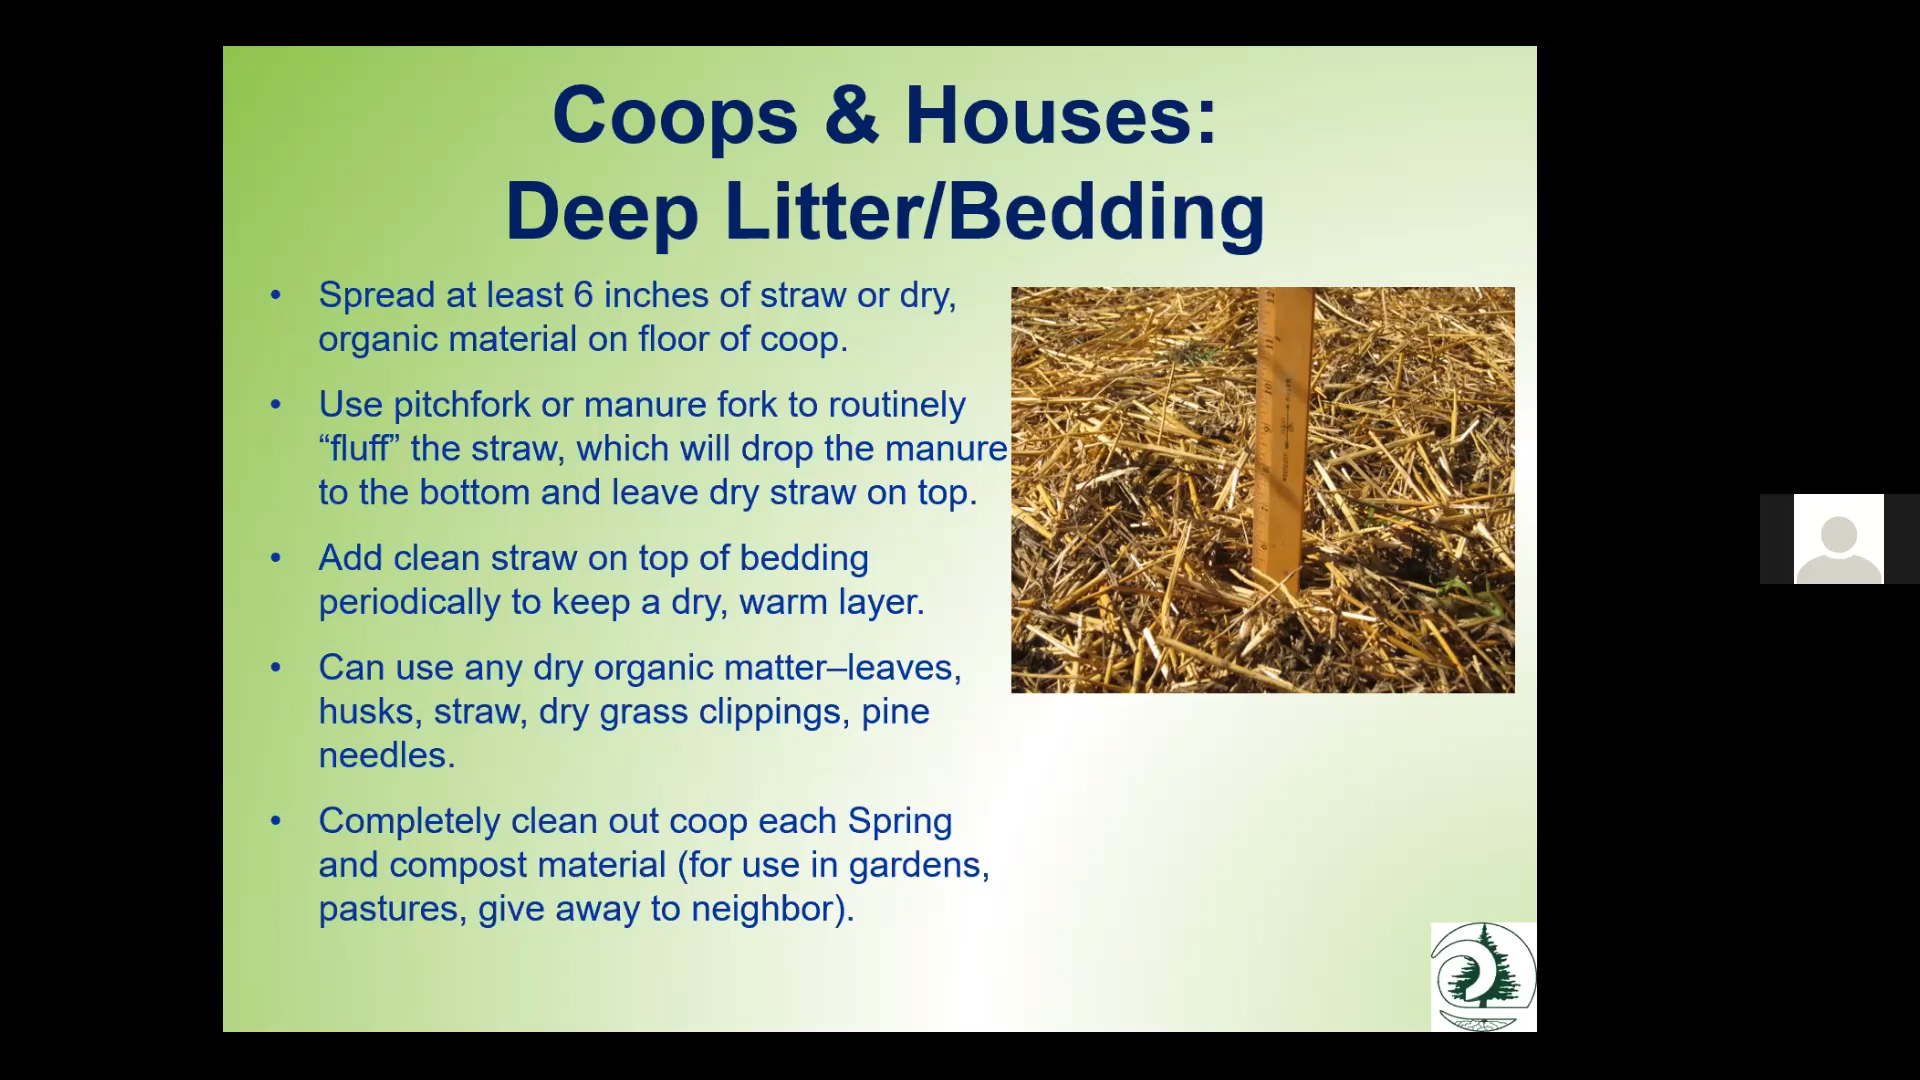 Coops & Houses:
Deep Litter/Bedding
• Spread at least 6 inches of straw or dry,
organic material on floor of coop.
• Use pitchfork or manure fork to routinely
“fluff” the straw, which will drop the manure
to the bottom and leave dry straw on top.
• Add clean straw on top of bedding
periodically to keep a dry, warm layer.
• Can use any dry organic matter–leaves,
husks, straw, dry grass clippings, pine
needles.
• Completely clean out coop each Spring
and compost material (for use in gardens,
pastures, give away to neighbor).